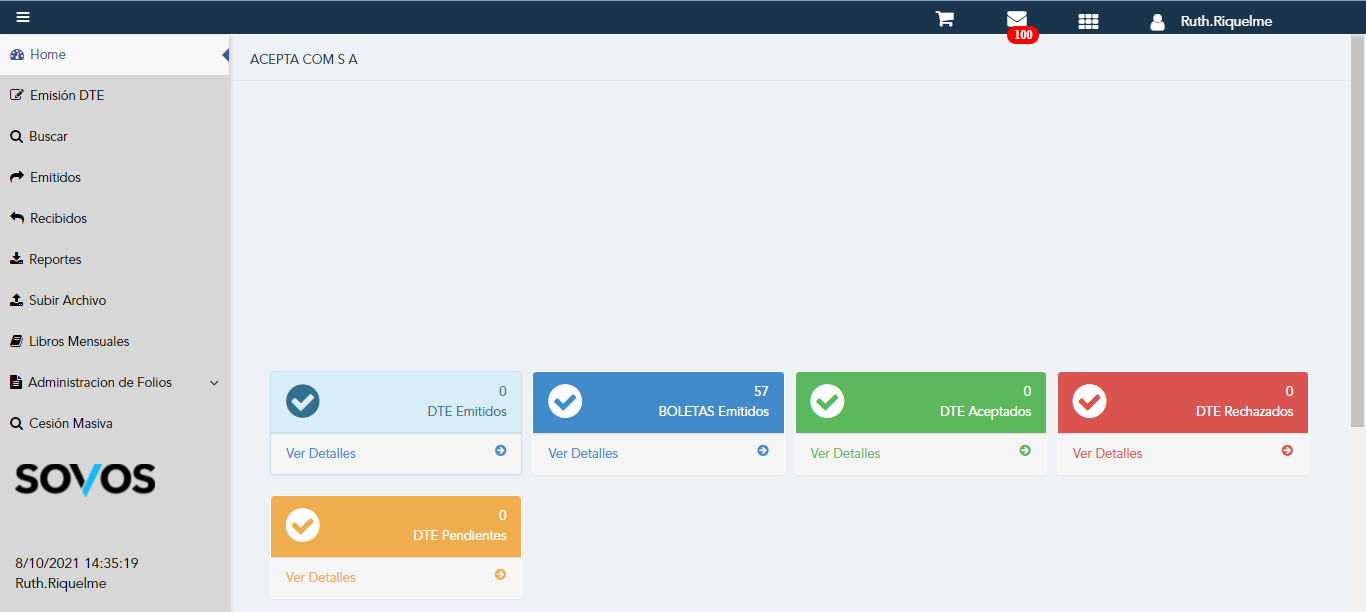 100
Ruth.Riquelme
Home
Emisión DTE
Buscar
Emitidos
Recibidos
Reportes
Subir Archivo
Libros Mensuales
Administracion de Folios
Cesión Masiva
SOVOS
8/10/2021 14:35:19
Ruth.Riquelme
ACEPTA COM S A
0
DTE Emitidos
Ver Detalles
57
BOLETAS Emitidos
Ver Detalles
0
DTE Aceptados
Ver Detalles
0
DTE Rechazados
Ver Detalles
0
DTE Pendientes
Ver Detalles